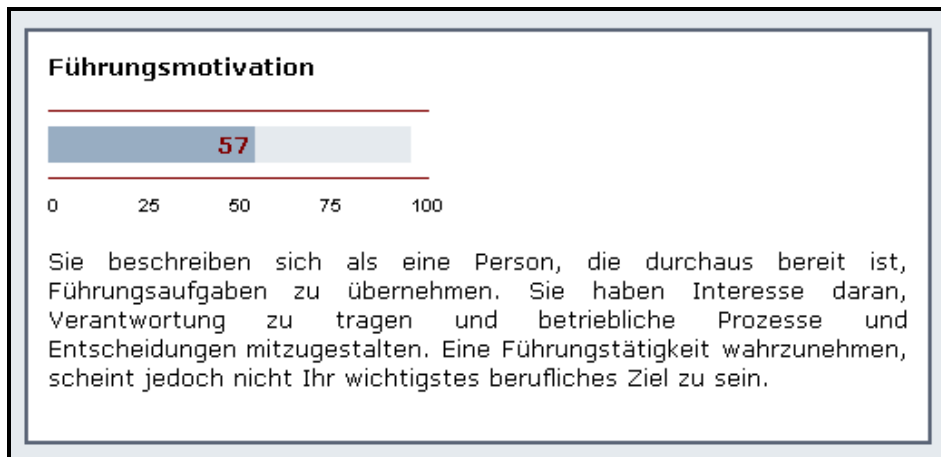 Führungsmotivation
57
0 25 50 75 100
Sie beschreiben sich als eine Person, die durchaus bereit ist,
Führungsaufgaben zu übernehmen. Sie haben Interesse daran,
Verantwortung zu tragen und betriebliche Prozesse und
Entscheidungen mitzugestalten. Eine Führungstätigkeit wahrzunehmen,
scheint jedoch nicht Ihr wichtigstes berufliches Ziel zu sein.